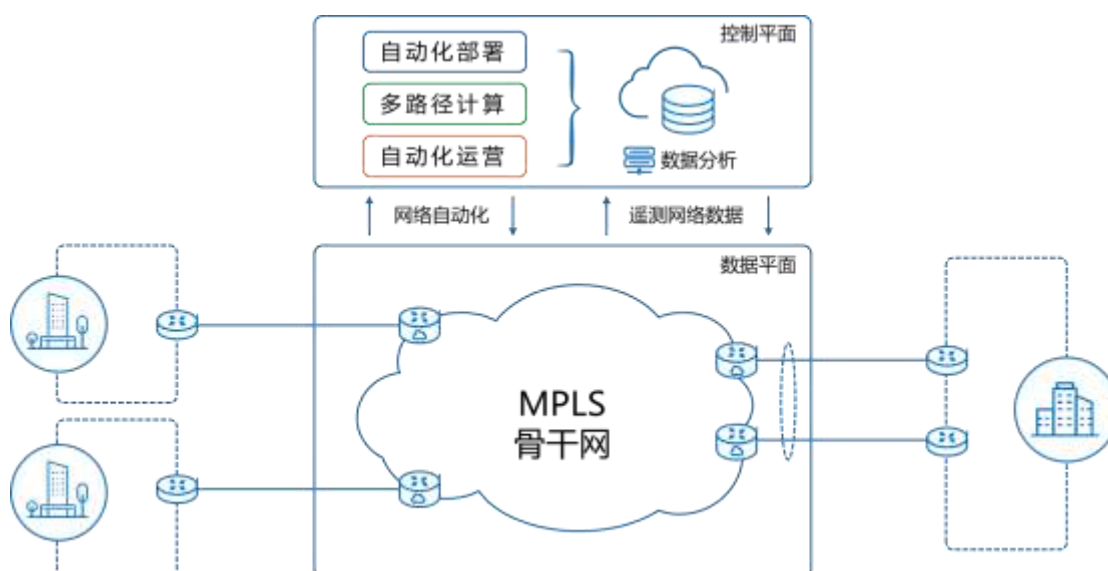 控制平面
自动化部署
多路径计算
自动化运营
数据分析
网络自动化
遥测网络数据
数据平面
MPLS
骨干网